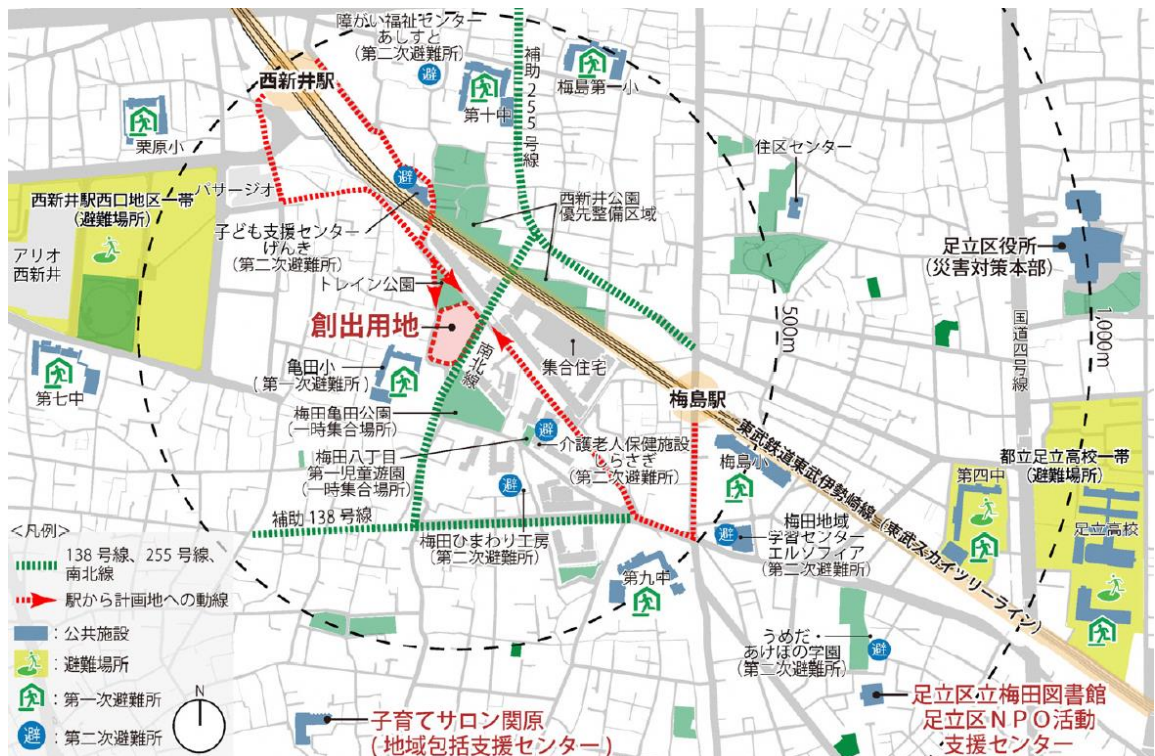 障がい福祉センター
あしすと
(第二次避難所)
避
西新井駅
第十中
補助255号線
梅島第一小
栗原小
住区センター
パサージオ
西新井駅西口地区一帯
(避難場所)
避
子ども支援センター
げんき
(第二次避難所)
西新井公園
優先整備区域
足立区役所
(災害対策本部)
アリオ
西新井
トレイン公園
創出用地
500m
国道四号線
1,000m
南北線
集合住宅
亀田小
(第一次避難所)
第七中
梅島駅
梅田亀田公園
(一時集合場所)
避
介護老人保健施設
しらさぎ
(第二次避難所)
梅田八丁目
第一児童遊園
(一時集合場所)
梅島小
東武鉄道東武伊勢崎線=(東武スカイツリーライン)
都立足立高校一帯
(避難場所)
第四中
足立高校
避
補助138号線
梅田ひまわり工房
(第二次避難所)
避
梅田地域
学習センター
エルソフィア
(第二次避難所)
第九中
うめだ
あけぼの学園
(第二次避難所)
避
<凡例>
138号線、255号線、
南北線
駅から計画地への動線
:公共施設
:避難場所
:第一次避難所
避:第二次避難所
N
子育てサロン関原
(地域包括支援センター)
足立区立梅田図書館
足立区NPO活動
支援センター